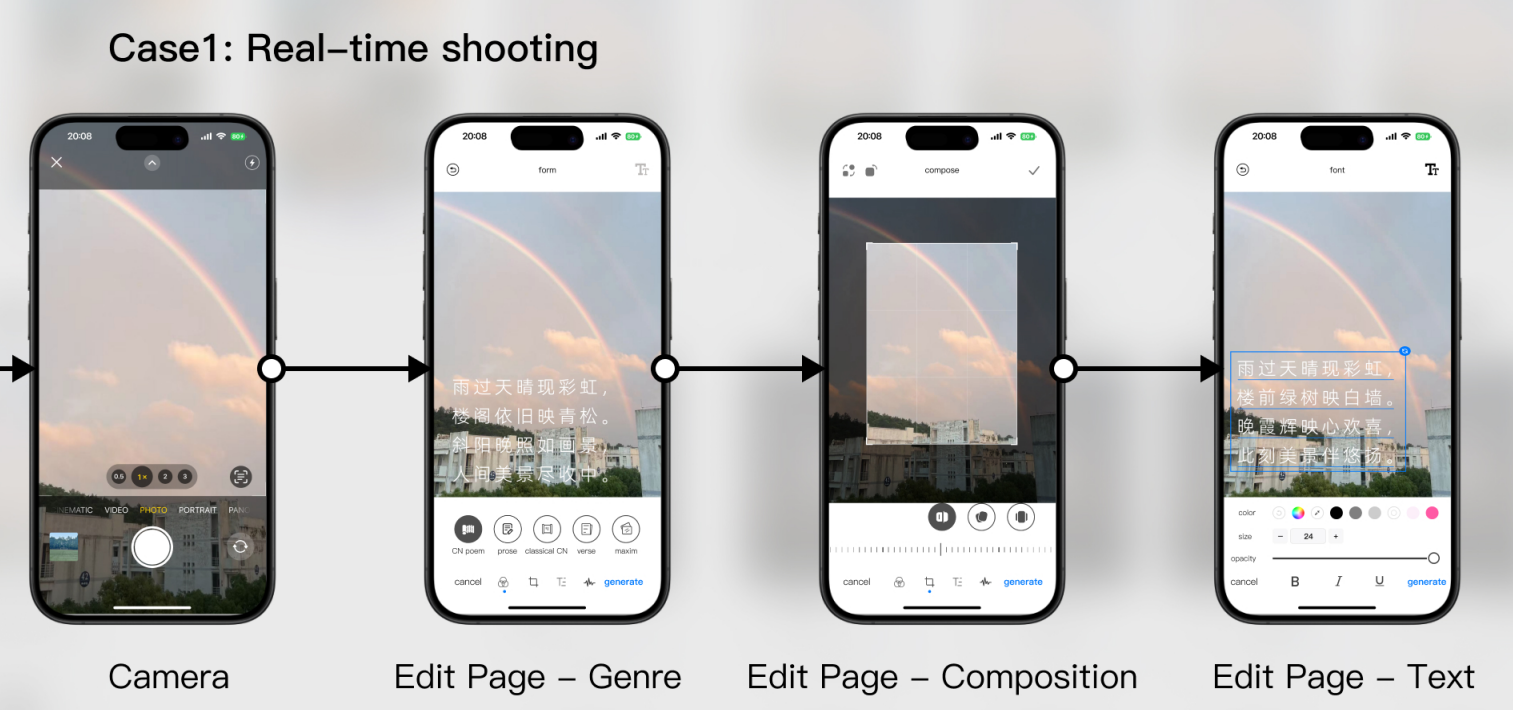 Case1: Real-time shooting
20:08
0.5 1× 2 3
VIDEO PHOTO PORTRAIT
Camera
20:08
form
TT
雨过天晴现彩虹，
楼阁依旧映青松。
斜阳晚照如画景，
人间美景尽收中。
CN poem prose classical CN verse maxim
cancel generate
Edit Page - Genre
20:08
compose
cancel generate
Edit Page - Composition
20:08
font
TT
雨过天晴现彩虹，
楼前绿树映白墙。
晚霞辉映心欢喜，
此刻美景伴悠扬。
color
size - 24 +
opacity
cancel B I U generate
Edit Page - Text